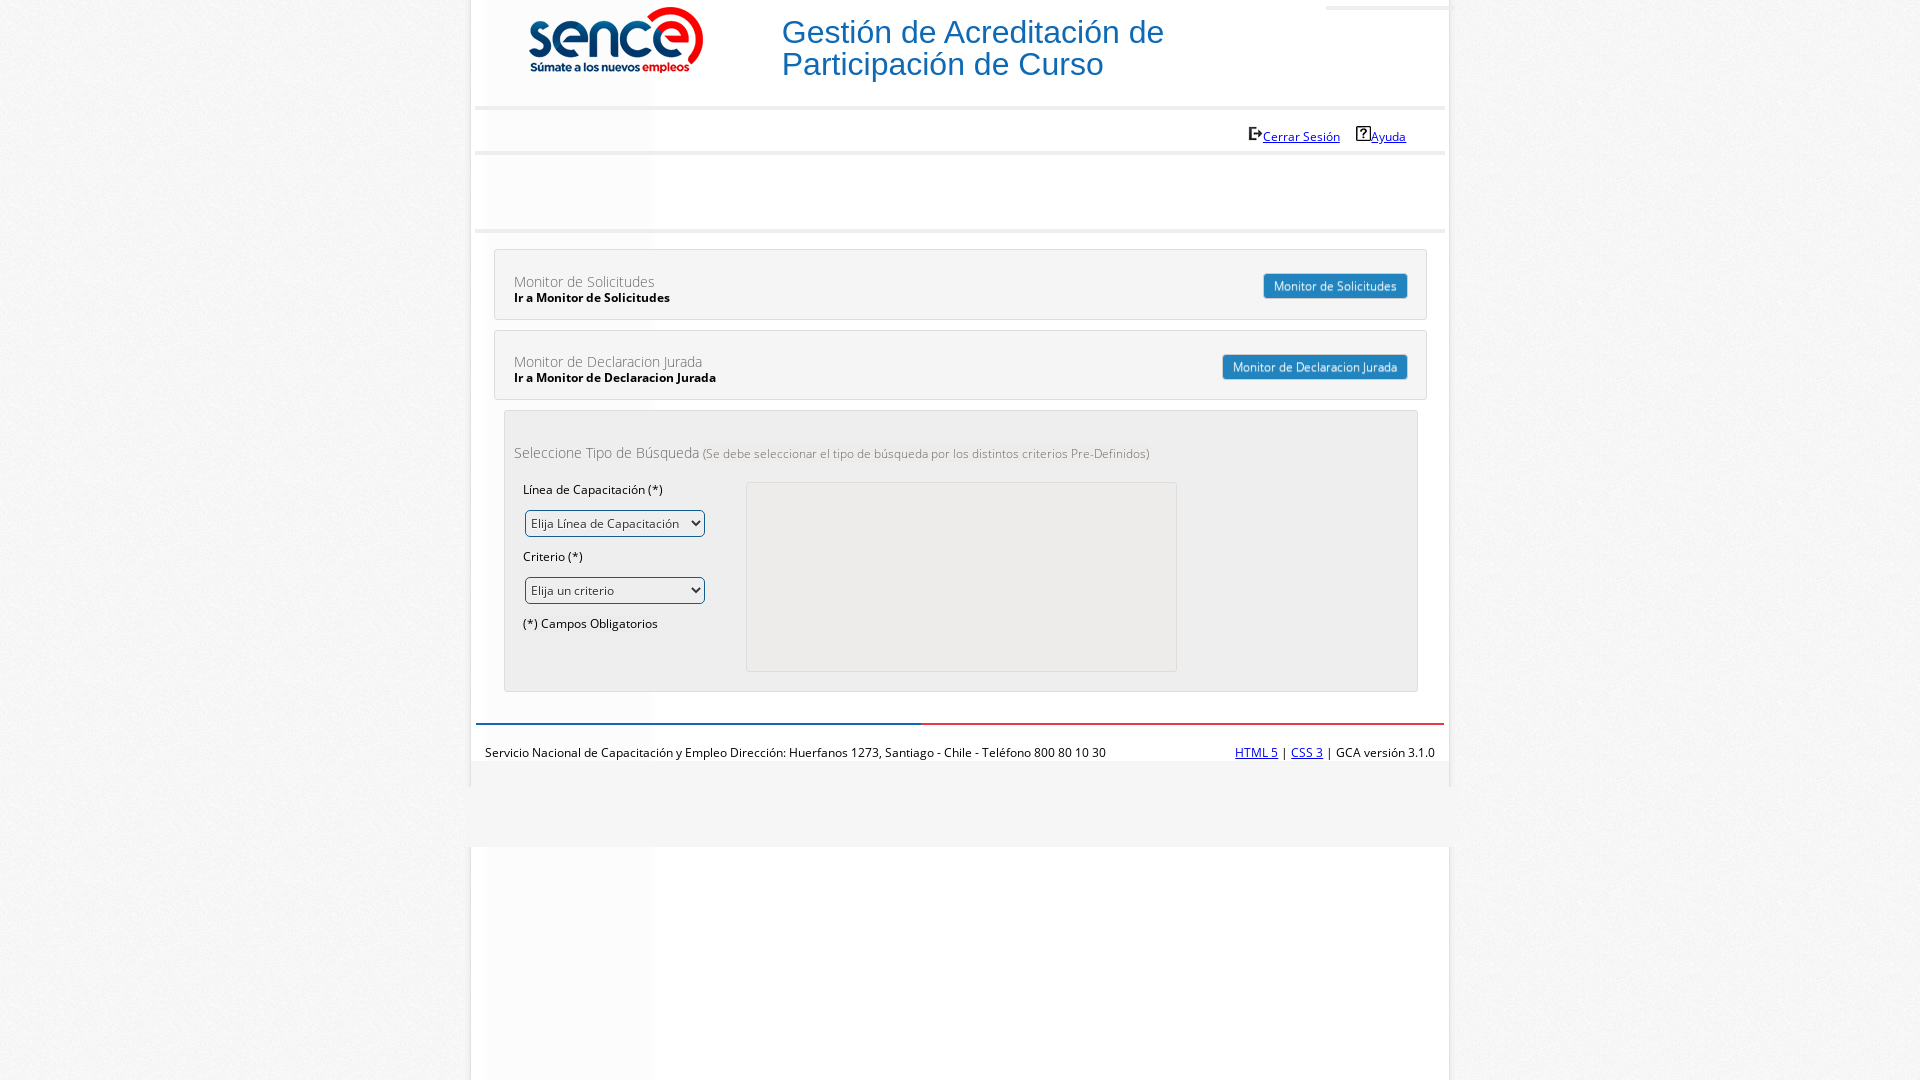 sence
Súmate a los nuevos empleos
Gestión de Acreditación de
Participación de Curso
Cerrar Sesión
Ayuda
Monitor de Solicitudes
Ir a Monitor de Solicitudes
Monitor de Solicitudes
Monitor de Declaracion Jurada
Ir a Monitor de Declaracion Jurada
Monitor de Declaracion Jurada
Seleccione Tipo de Búsqueda (Se debe seleccionar el tipo de búsqueda por los distintos criterios Pre-Definidos)
Línea de Capacitación (*)
Elija Línea de Capacitación
Criterio (*)
Elija un criterio
(*) Campos Obligatorios
Servicio Nacional de Capacitación y Empleo Dirección: Huerfanos 1273, Santiago - Chile - Teléfono 800 80 10 30
HTML 5 | CSS 3 | GCA versión 3.1.0